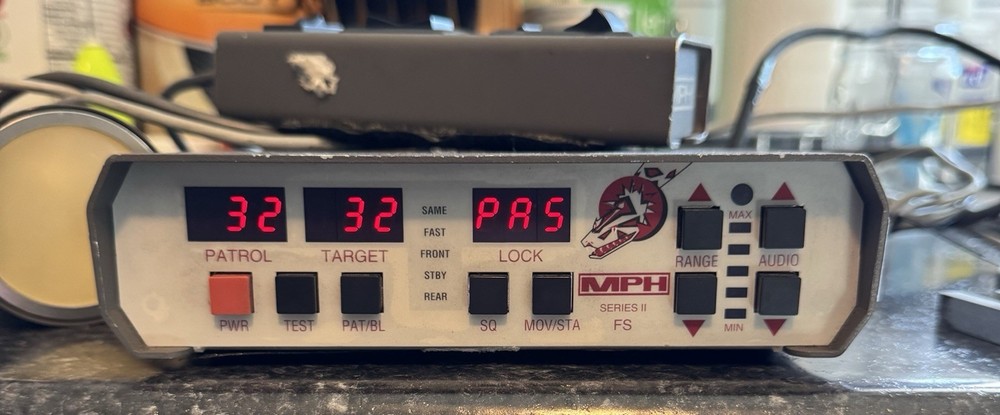 32
32
PAS
PATROL
TARGET
LOCK
SAME
FAST
FRONT
STBY
REAR
PWR
TEST
PAT/BL
SQ
MOV/STA
MPH
SERIES II
FS
RANGE
MAX
MIN
AUDIO